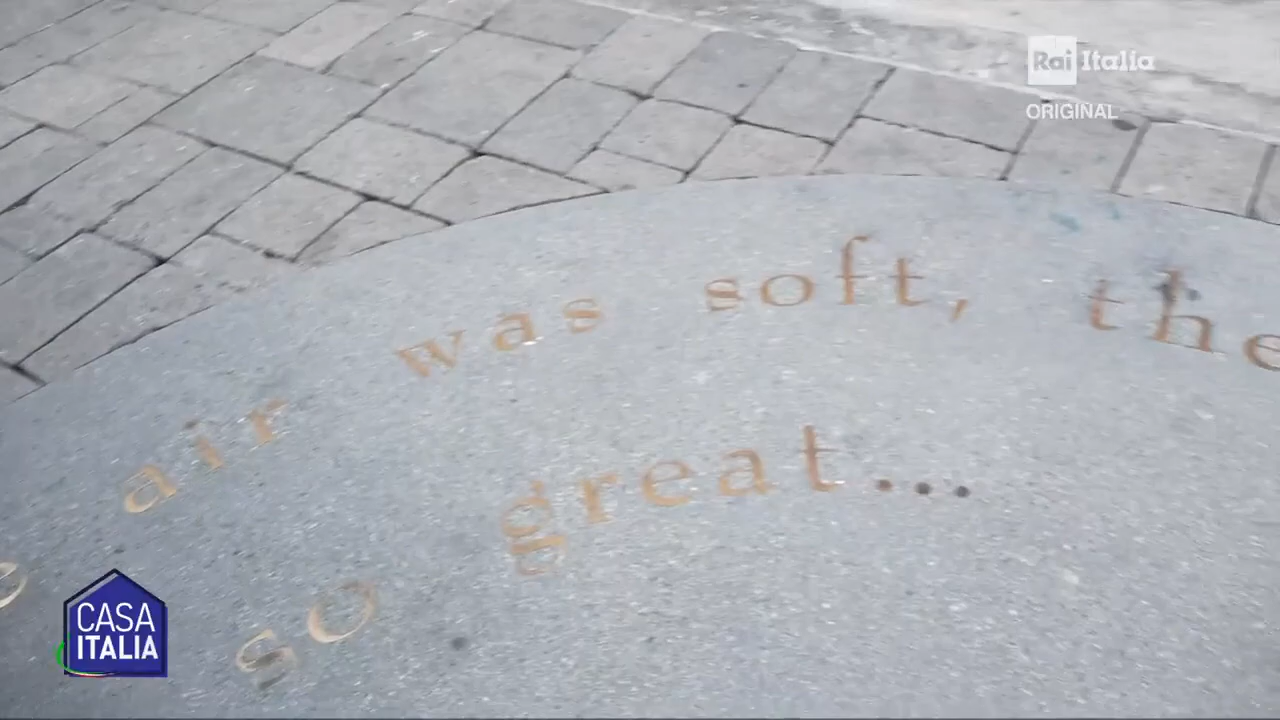 Rai Italia
ORIGINAL
air was soft, the
so great...
CASA
ITALIA